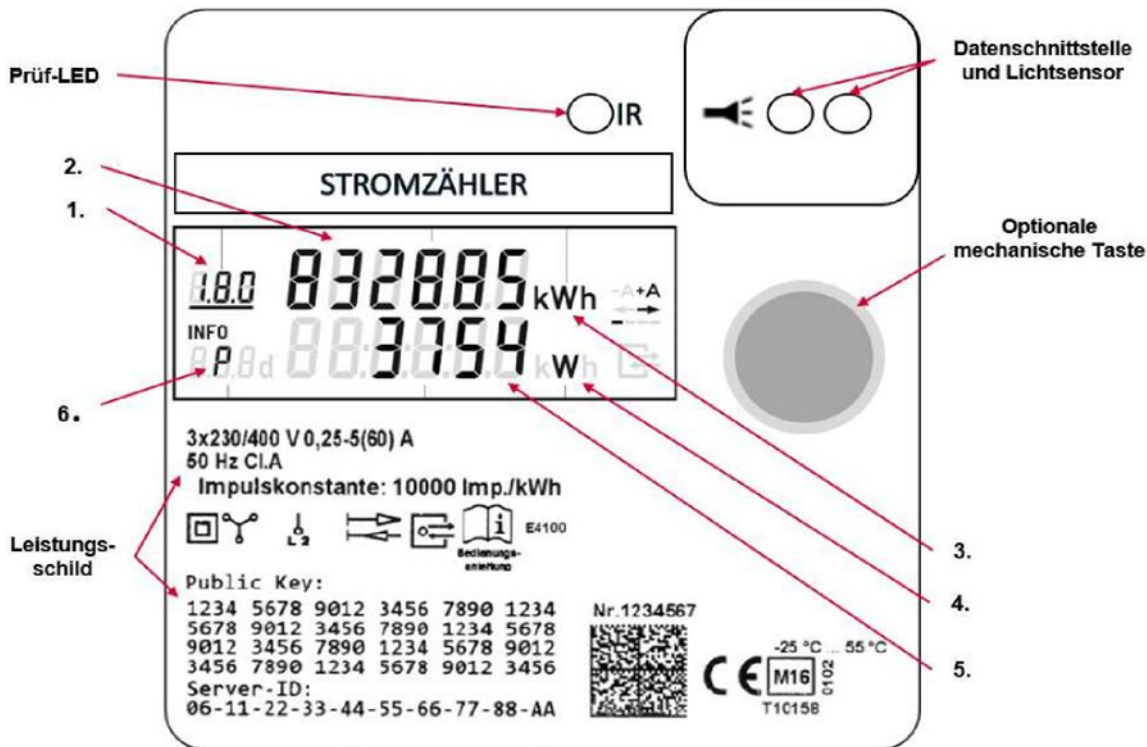 Prüf-LED
IR
Datenschnittstelle
und Lichtsensor
2.
STROMZÄHLER
1.
Optionale
mechanische Taste
1.8.0
832885 kWh
-A+A
INFO
P
3754 W
6.
3x230/400 V 0,25-5(60) A
50 Hz Cl.A
Impulskonstante: 10000 Imp./kWh
L 2
i
E4100
Bedienungs-
anleitung
Leistungs-
schild
3.
Public Key:
1234 5678 9012 3456 7890 1234
5678 9012 3456 7890 1234 5678
9012 3456 7890 1234 5678 9012
3456 7890 1234 5678 9012 3456
Server-ID:
06-11-22-33-44-55-66-77-88-AA
Nr.1234567
4.
5.
-25 °C ... 55 °C
CE M16 0102
T10158